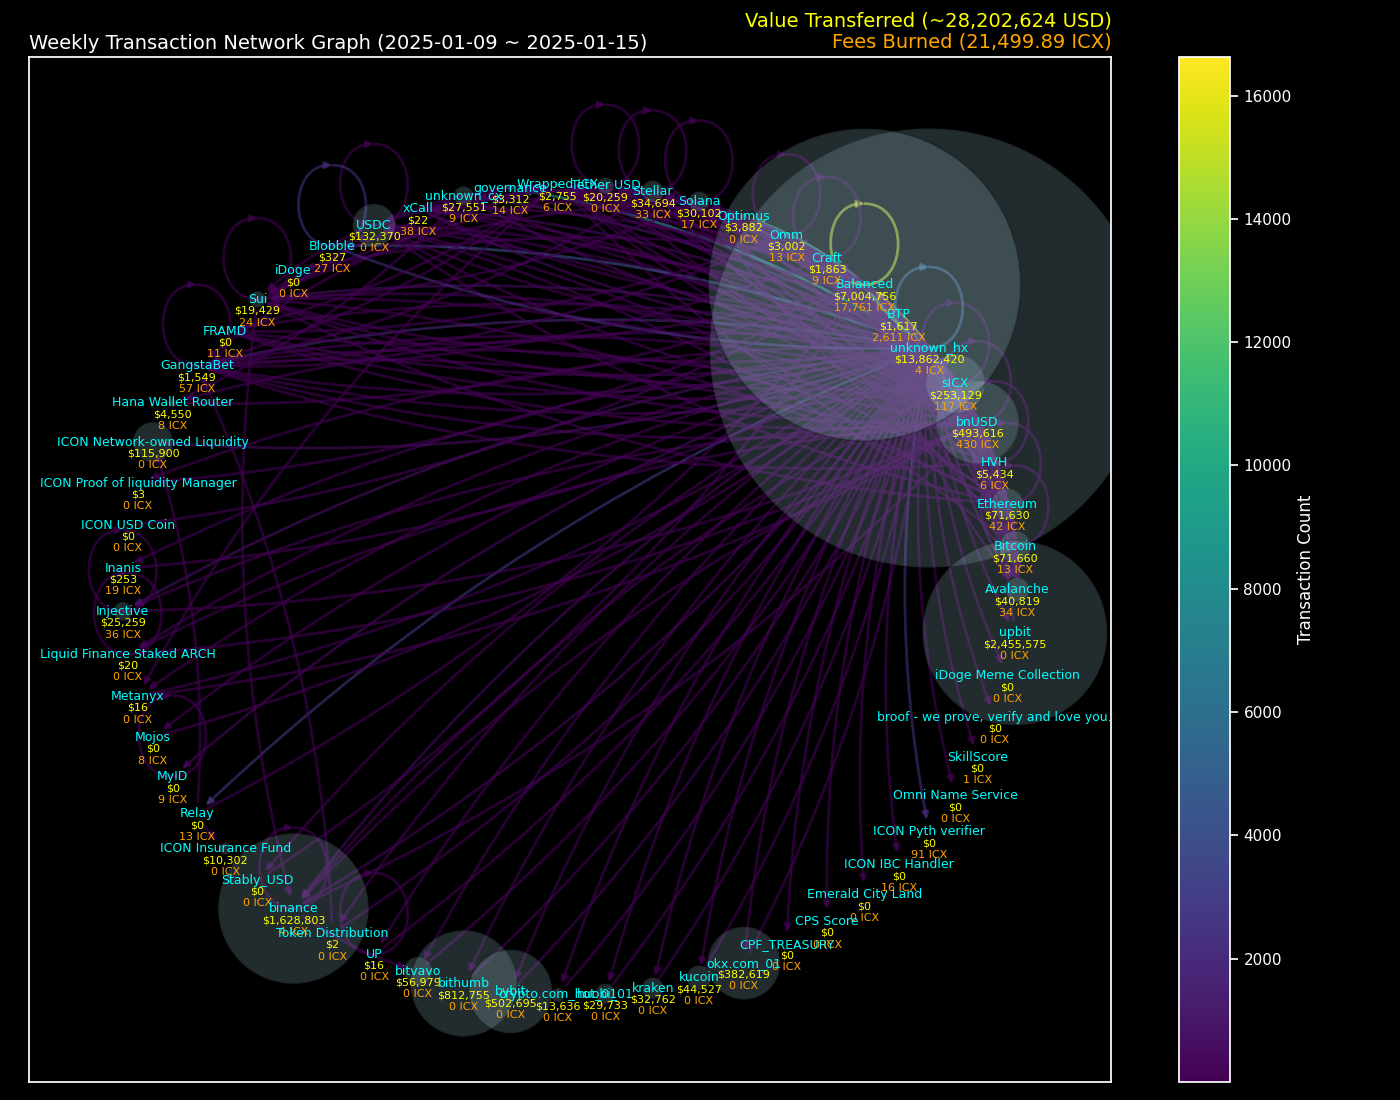 Value Transferred (~28,202,624 USD)
Weekly Transaction Network Graph (2025-01-09 ~ 2025-01-15)
Fees Burned (21,499.89 ICX)
unknown_hx
$13,862,420
4 ICX
BTP
$1,617
2,611 ICX
Balanced
$7,004,756
17,761 ICX
Craft
$1,863
9 ICX
Omm
$3,002
13 ICX
Optimus
$3,882
0 ICX
Solana
$30,102
17 ICX
Stellar
$34,694
33 ICX
Tether USD
$20,259
0 ICX
Wrapped ICX
$2,755
6 ICX
governance
$3,312
14 ICX
unknown_cx
$27,551
9 ICX
xCall
$22
38 ICX
USDC
$132,370
0 ICX
Blobble
$327
27 ICX
iDoge
$0
0 ICX
Sui
$19,429
24 ICX
FRAMD
$0
11 ICX
GangstaBet
$1,549
57 ICX
Hana Wallet Router
$4,550
8 ICX
ICON Network-owned Liquidity
$115,900
0 ICX
ICON Proof of liquidity Manager
$3
0 ICX
ICON USD Coin
$0
0 ICX
Inanis
$253
19 ICX
Injective
$25,259
36 ICX
Liquid Finance Staked ARCH
$20
0 ICX
Metanyx
$16
0 ICX
Mojos
$0
8 ICX
MyID
$0
9 ICX
Relay
$0
13 ICX
ICON Insurance Fund
$10,302
0 ICX
Stably_USD
$0
0 ICX
binance
$1,628,803
ICX
Token Distribution
$2
0 ICX
UP
$16
0 ICX
bitvavo
$56,979
0 ICX
bithumb
$812,755
0 ICX
bybit
$502,695
0 ICX
crypto.com_hot_01
$13,636
0 ICX
$29,733
0 ICX
kraken
$32,762
0 ICX
kucoin
$44,527
0 ICX
okx.com_01
$382,619
0 ICX
CPF_TREASURY
$0
0 ICX
CPS Score
$0
0 ICX
Emerald City Land
$0
0 ICX
ICON IBC Handler
$0
16 ICX
ICON Pyth verifier
$0
91 ICX
Omni Name Service
$0
0 ICX
SkillScore
$0
1 ICX
broof - we prove, verify and love you.
$0
0 ICX
iDoge Meme Collection
$0
0 ICX
upbit
$2,455,575
0 ICX
Avalanche
$40,819
34 ICX
Bitcoin
$71,660
13 ICX
Ethereum
$71,630
42 ICX
HVH
$5,434
6 ICX
bnUSD
$493,616
430 ICX
sICX
$253,129
117 ICX
16000
14000
12000
10000
8000
6000
4000
2000
Transaction Count